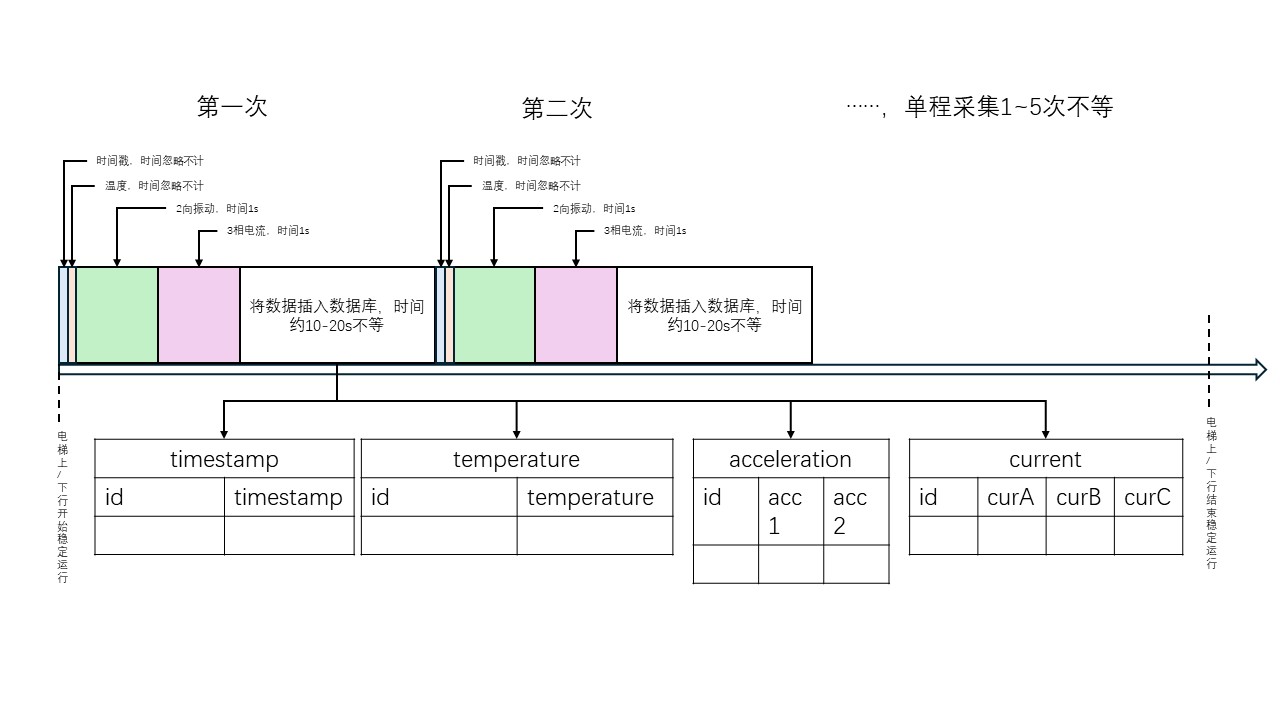 第一次
第二次
……，单程采集1~5次不等
时间戳，时间忽略不计
温度，时间忽略不计
2向振动，时间1s
3相电流，时间1s
时间戳，时间忽略不计
温度，时间忽略不计
2向振动，时间1s
3相电流，时间1s
将数据插入数据库，时间
约10-20s不等
将数据插入数据库，时间
约10-20s不等
电梯上/下行开始稳定运行
电梯上/下行结束稳定运行
timestamp
id timestamp
temperature
id temperature
acceleration
id acc 1 acc 2
current
id curA curB curC